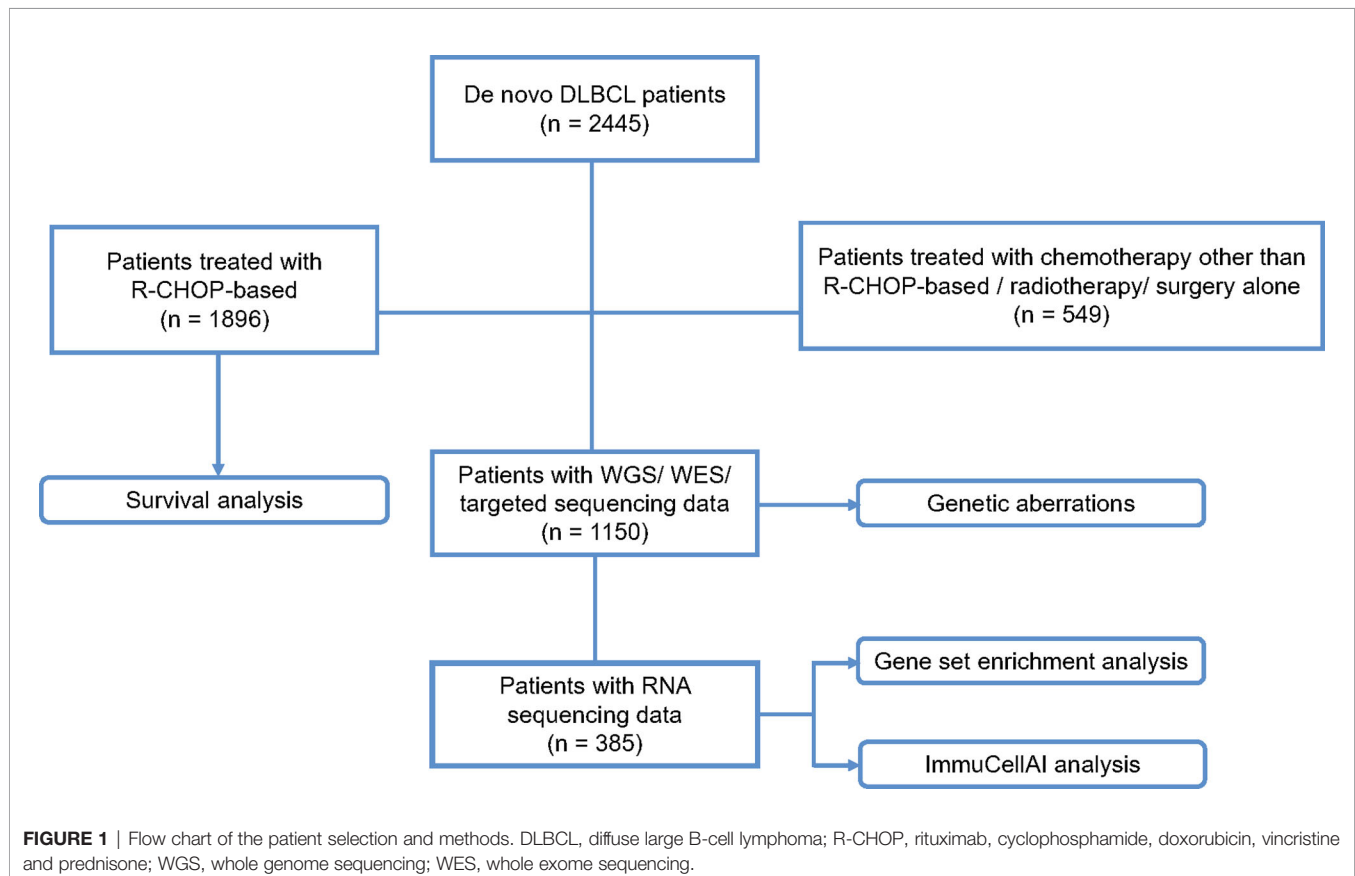 De novo DLBCL patients
(n = 2445)
Patients treated with
R-CHOP-based
(n = 1896)
Patients treated with chemotherapy other than
R-CHOP-based / radiotherapy/ surgery alone
(n = 549)
Survival analysis
Patients with WGS/ WES/
targeted sequencing data
(n = 1150)
Genetic aberrations
Patients with RNA
sequencing data
(n = 385)
Gene set enrichment analysis
ImmuCellAI analysis
FIGURE 1 | Flow chart of the patient selection and methods. DLBCL, diffuse large B-cell lymphoma; R-CHOP, rituximab, cyclophosphamide, doxorubicin, vincristine
and prednisone; WGS, whole genome sequencing; WES, whole exome sequencing.